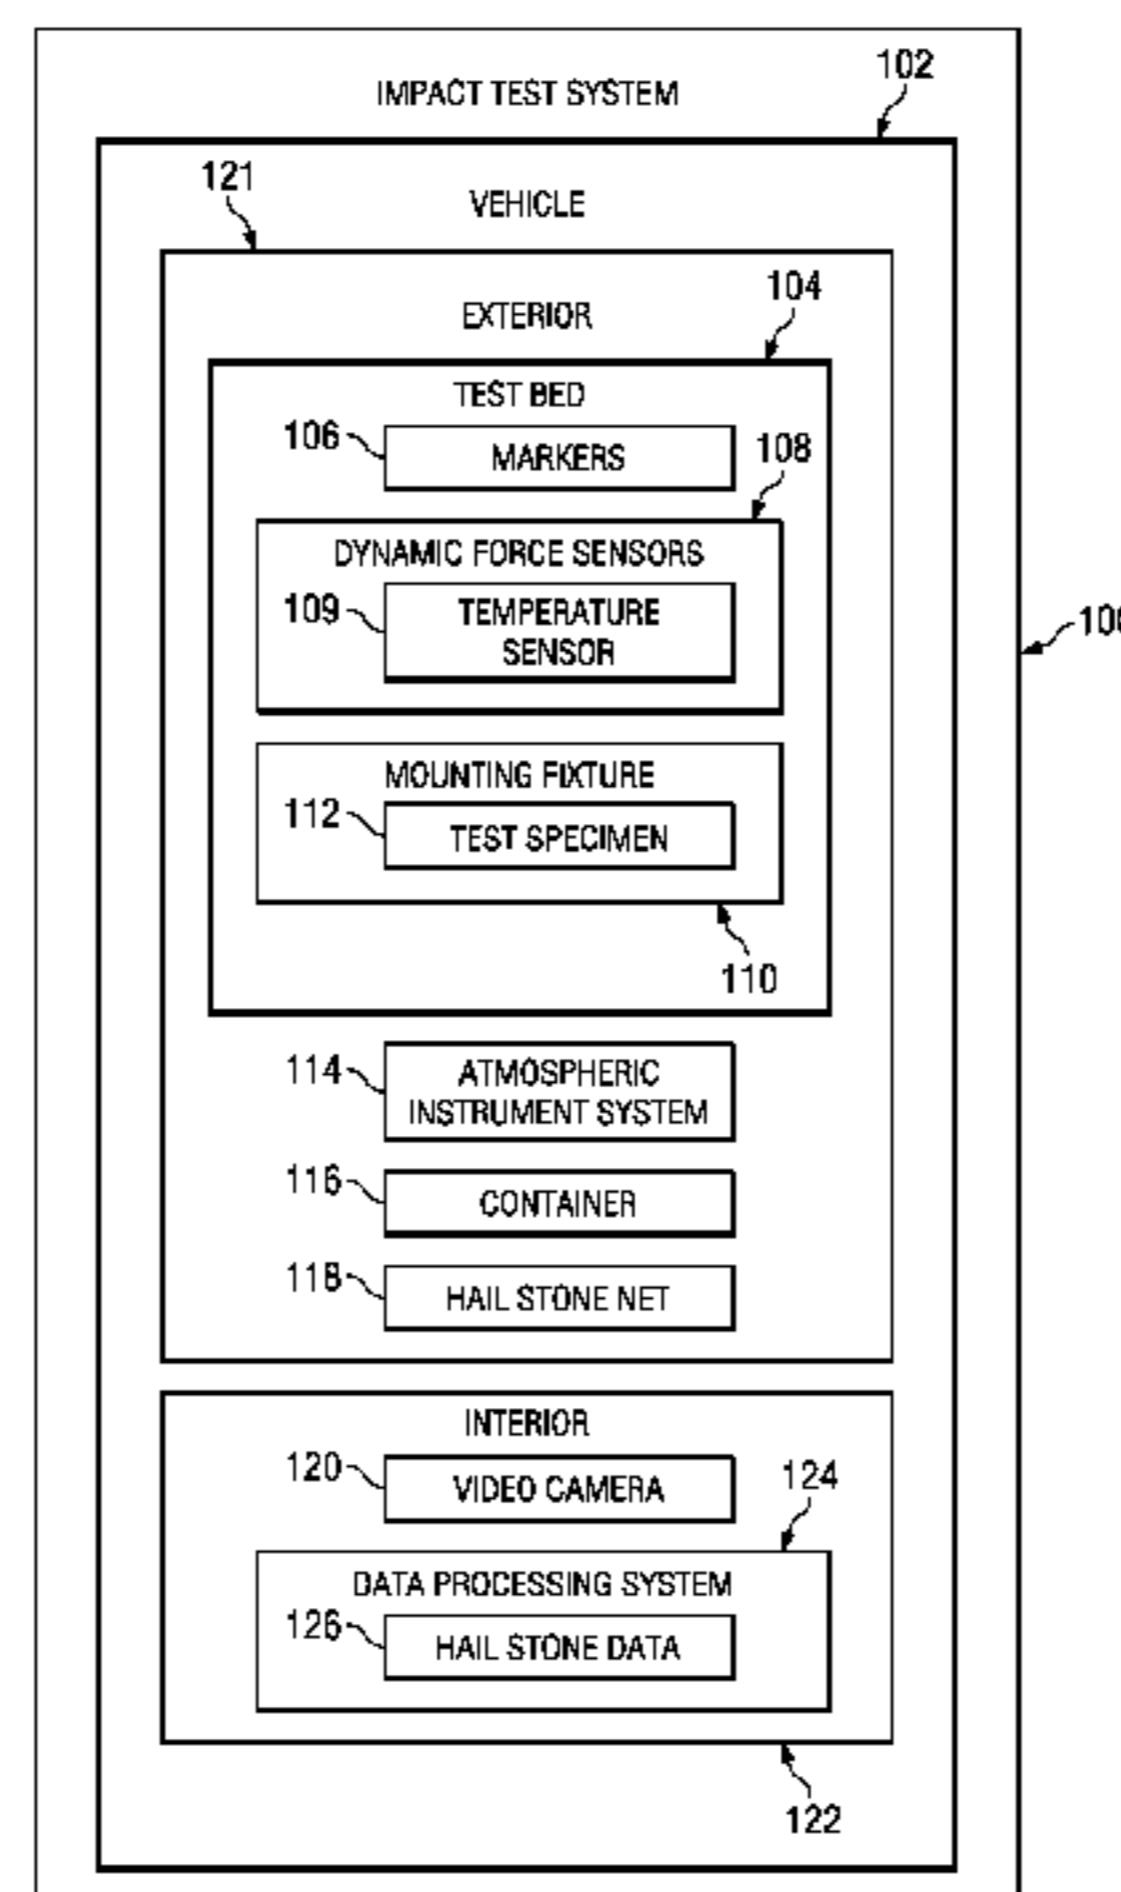 IMPACT TEST SYSTEM
102
121
VEHICLE
EXTERIOR
104
TEST BED
106
MARKERS
108
DYNAMIC FORCE SENSORS
109
TEMPERATURE
SENSOR
MOUNTING FIXTURE
112
TEST SPECIMEN
110
114
ATMOSPHERIC
INSTRUMENT SYSTEM
116
CONTAINER
118
HAIL STONE NET
INTERIOR
120
VIDEO CAMERA
124
DATA PROCESSING SYSTEM
126
HAIL STONE DATA
122